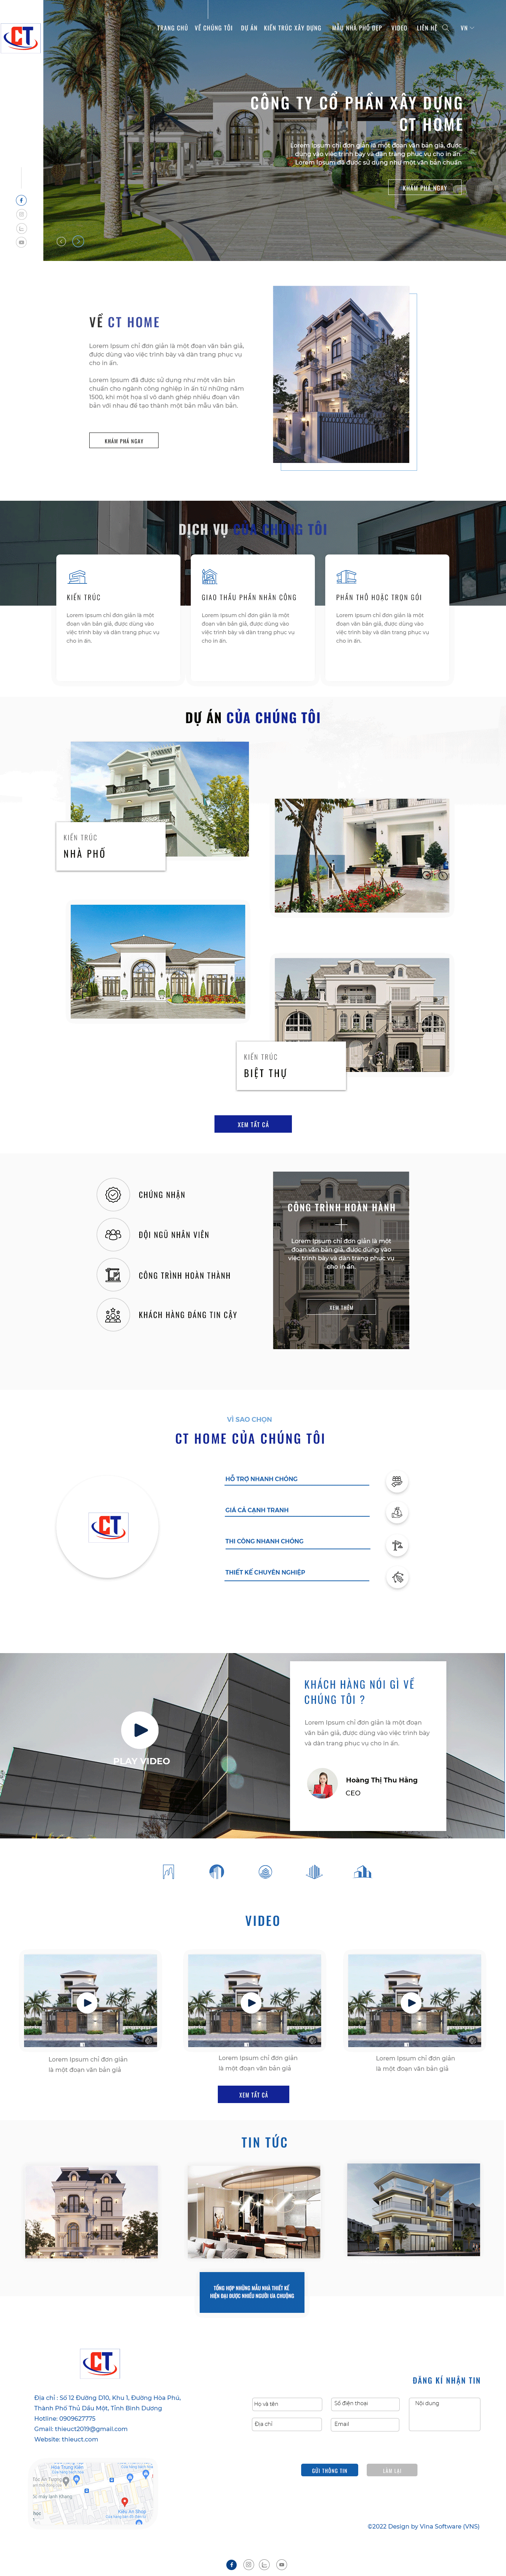 CT
TRANG CHỦ VỀ CHÚNG TÔI DỰ ÁN KIẾN TRÚC XÂY DỰNG MẪU NHÀ PHỐ ĐẸP VIDEO LIÊN HỆ VN
CÔNG TY CỔ PHẦN XÂY DỰNG
CT HOME
Lorem Ipsum chỉ đơn giản là một đoạn văn bản giả, được
dùng vào việc trình bày và dàn trang phục vụ cho in ấn.
Lorem Ipsum đã được sử dụng như một văn bản chuẩn
KHÁM PHÁ NGAY
VỀ CT HOME
Lorem Ipsum chỉ đơn giản là một đoạn văn bản giả,
được dùng vào việc trình bày và dàn trang phục vụ
cho in ấn.
Lorem Ipsum đã được sử dụng như một văn bản
chuẩn cho ngành công nghiệp in ấn từ những năm
1500, khi một họa sĩ vô danh ghép nhiều đoạn văn
bản với nhau để tạo thành một bản mẫu văn bản.
KHÁM PHÁ NGAY
DỊCH VỤ CỦA CHÚNG TÔI
KIẾN TRÚC
Lorem Ipsum chỉ đơn giản là một
đoạn văn bản giả, được dùng vào
việc trình bày và dàn trang phục vụ
cho in ấn.
GIAO THẦU PHẦN NHÂN CÔNG
Lorem Ipsum chỉ đơn giản là một
đoạn văn bản giả, được dùng vào
việc trình bày và dàn trang phục vụ
cho in ấn.
PHẦN THÔ HOẶC TRỌN GÓI
Lorem Ipsum chỉ đơn giản là một
đoạn văn bản giả, được dùng vào
việc trình bày và dàn trang phục vụ
cho in ấn.
DỰ ÁN CỦA CHÚNG TÔI
KIẾN TRÚC
NHÀ PHỐ
KIẾN TRÚC
BIỆT THỰ
XEM TẤT CẢ
CHỨNG NHẬN
ĐỘI NGŨ NHÂN VIÊN
CÔNG TRÌNH HOÀN THÀNH
KHÁCH HÀNG ĐÁNG TIN CẬY
CÔNG TRÌNH HOÀN HÀNH
Lorem Ipsum chỉ đơn giản là một
đoạn văn bản giả, được dùng vào
việc trình bày và dàn trang phục vụ
cho in ấn.
XEM THÊM
VÌ SAO CHỌN
CT HOME CỦA CHÚNG TÔI
CT
HỖ TRỢ NHANH CHÓNG
GIÁ CẢ CẠNH TRANH
THI CÔNG NHANH CHÓNG
THIẾT KẾ CHUYÊN NGHIỆP
PLAY VIDEO
KHÁCH HÀNG NÓI GÌ VỀ
CHÚNG TÔI ?
Lorem Ipsum chỉ đơn giản là một đoạn
văn bản giả, được dùng vào việc trình bày
và dàn trang phục vụ cho in ấn.
Hoàng Thị Thu Hằng
CEO
VIDEO
Lorem Ipsum chỉ đơn giản
là một đoạn văn bản giả
Lorem Ipsum chỉ đơn giản
là một đoạn văn bản giả
Lorem Ipsum chỉ đơn giản
là một đoạn văn bản giả
XEM TẤT CẢ
TIN TỨC
TỔNG HỢP NHỮNG MẪU NHÀ THIẾT KẾ
HIỆN ĐẠI ĐƯỢC NHIỀU NGƯỜI ƯA CHUỘNG
CT
Địa chỉ : Số 12 Đường D10, Khu 1, Đường Hòa Phú,
Thành Phố Thủ Dầu Một, Tỉnh Bình Dương
Hotline: 0909627775
Gmail: thieuct2019@gmail.com
Website: thieuct.com
ĐĂNG KÍ NHẬN TIN
Họ và tên Số điện thoại Nội dung
Địa chỉ Email
GỬI THÔNG TIN LÀM LẠI
Hòa Trung Kiên
Tóc An Tượng
máy lạnh Khang
Kiều An Shop
©2022 Design by Vina Software (VNS)